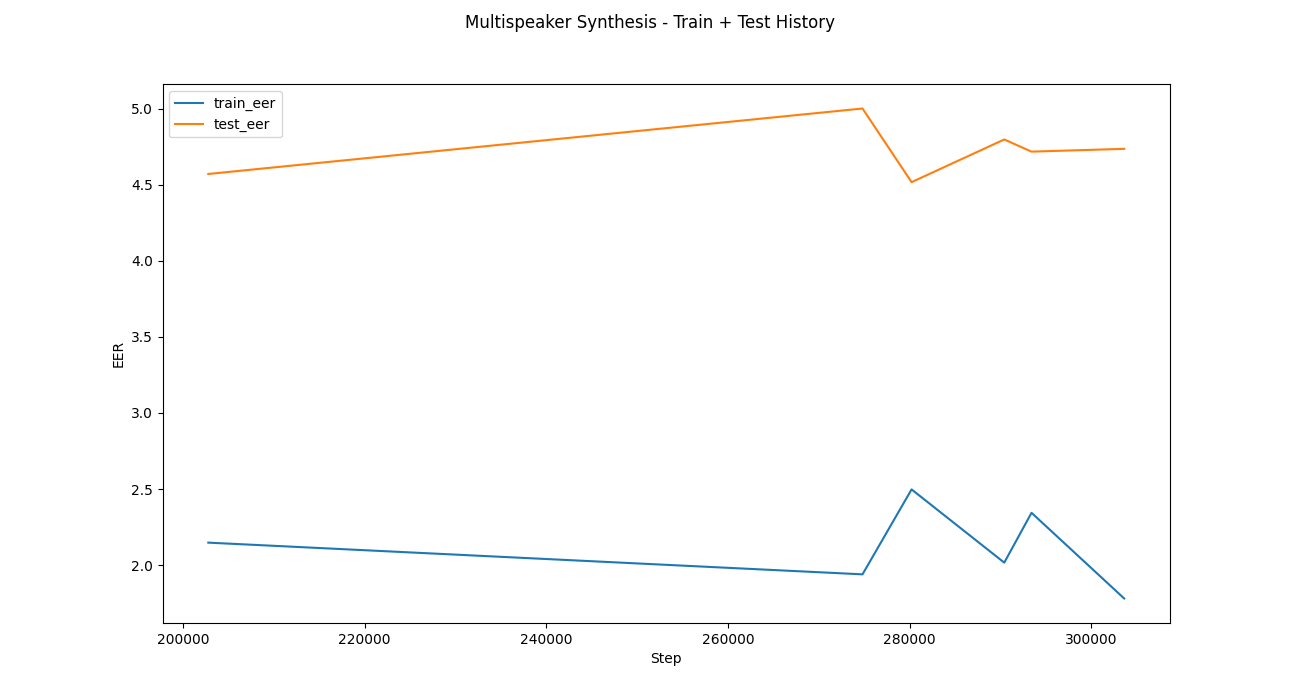 Multispeaker Synthesis - Train + Test History
train_eer
test_eer
5.0
4.5
4.0
3.5
3.0
2.5
2.0
EER
200000 220000 240000 260000 280000 300000
Step